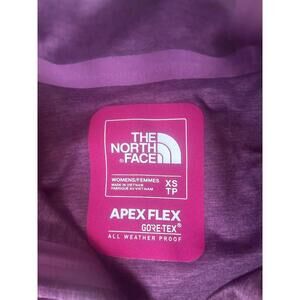 THE
NORTH
FACE
WOMENS/FEMMES
MADE IN VIETNAM
FABRIQUÉ AU VIETNAM
XS
TP
APEX FLEX
GORE-TEX®
ALL WEATHER PROOF